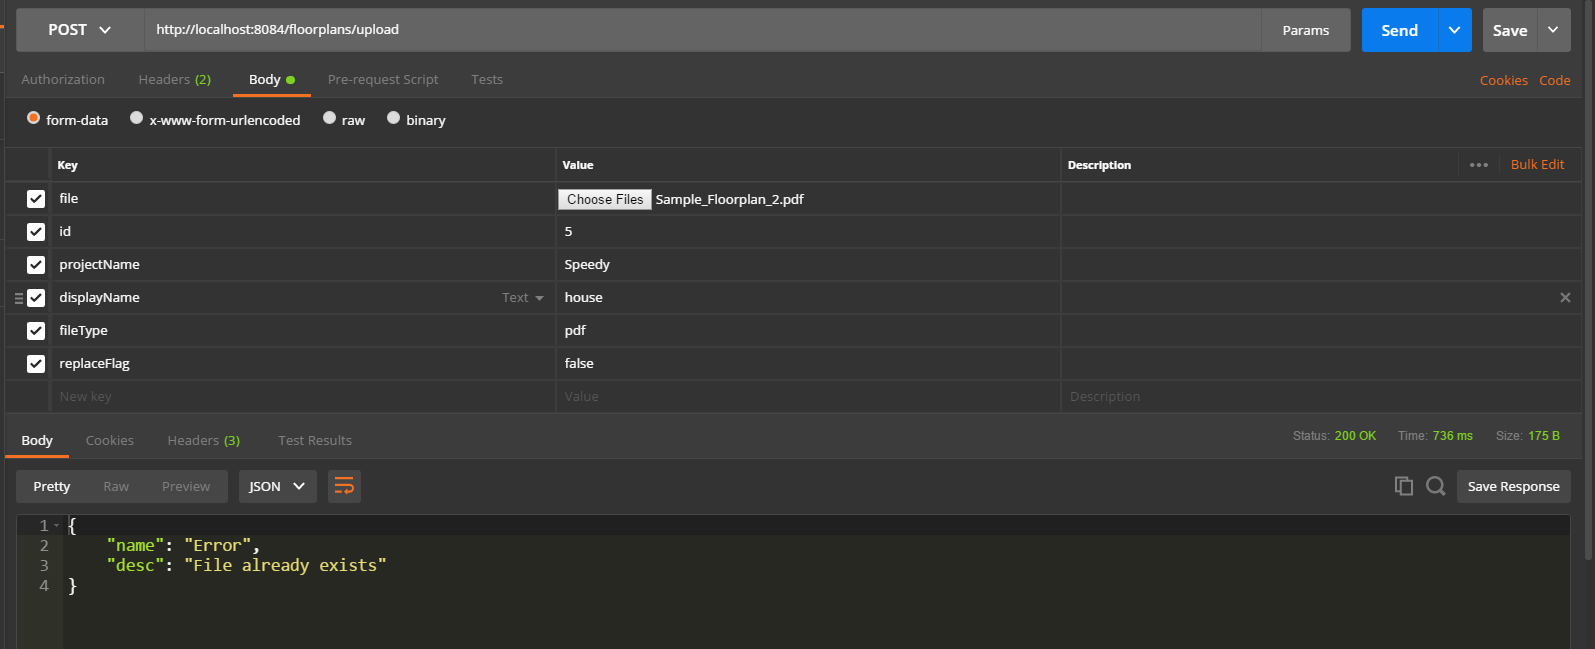 POST http://localhost:8084/floorplans/upload Params Send Save
Authorization Headers (2) Body Pre-request Script Tests Cookies Code
form-data x-www-form-urlencoded raw binary
Key Value Description ••• Bulk Edit
file Choose Files Sample_Floorplan_2.pdf
id 5
projectName Speedy
displayName Text house
fileType pdf
replaceFlag false
New key Value Description
Body Cookies Headers (3) Test Results Status: 200 OK Time: 736 ms Size: 175 B
Pretty Raw Preview JSON Save Response
1 {
2 "name": "Error",
3 "desc": "File already exists"
4 }